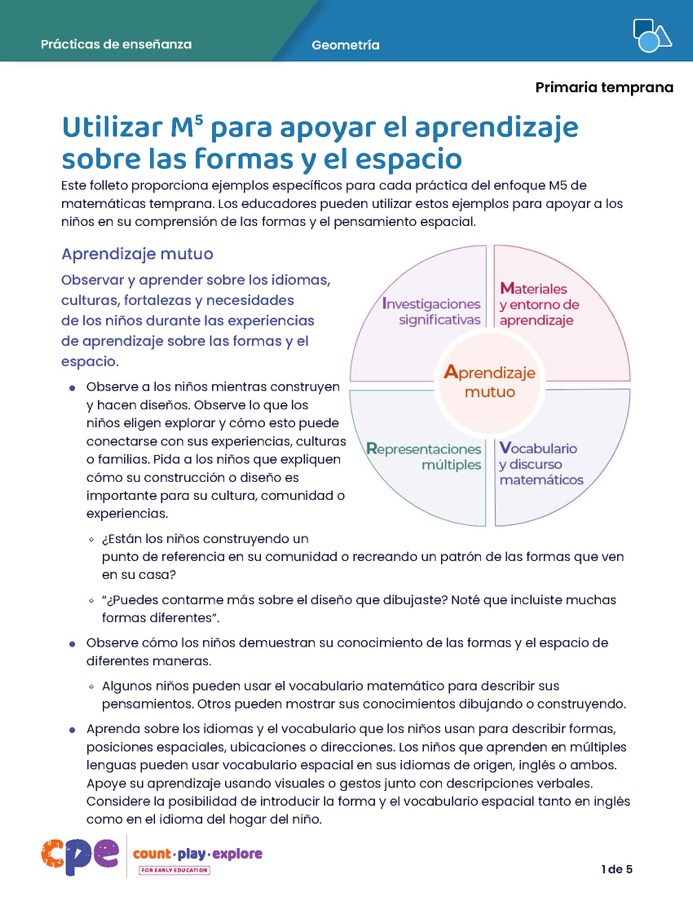 Prácticas de enseñanza
Geometría
Primaria temprana
Utilizar M⁵ para apoyar el aprendizaje
sobre las formas y el espacio
Este folleto proporciona ejemplos específicos para cada práctica del enfoque M5 de
matemáticas temprana. Los educadores pueden utilizar estos ejemplos para apoyar a los
niños en su comprensión de las formas y el pensamiento espacial.
Aprendizaje mutuo
Observar y aprender sobre los idiomas,
culturas, fortalezas y necesidades
de los niños durante las experiencias
de aprendizaje sobre las formas y el
espacio.
• Observe a los niños mientras construyen
y hacen diseños. Observe lo que los
niños eligen explorar y cómo esto puede
conectarse con sus experiencias, culturas
o familias. Pida a los niños que expliquen
cómo su construcción o diseño es
importante para su cultura, comunidad o
experiencias.
Investigaciones
significativas
Materiales
y entorno de
aprendizaje
Aprendizaje
mutuo
Representaciones
múltiples
Vocabulario
y discurso
matemáticos
¿Están los niños construyendo un
punto de referencia en su comunidad o recreando un patrón de las formas que ven
en su casa?
“¿Puedes contarme más sobre el diseño que dibujaste? Noté que incluiste muchas
formas diferentes”.
• Observe cómo los niños demuestran su conocimiento de las formas y el espacio de
diferentes maneras.
Algunos niños pueden usar el vocabulario matemático para describir sus
pensamientos. Otros pueden mostrar sus conocimientos dibujando o construyendo.
• Aprenda sobre los idiomas y el vocabulario que los niños usan para describir formas,
posiciones espaciales, ubicaciones o direcciones. Los niños que aprenden en múltiples
lenguas pueden usar vocabulario espacial en sus idiomas de origen, inglés o ambos.
Apoye su aprendizaje usando visuales o gestos junto con descripciones verbales.
Considere la posibilidad de introducir la forma y el vocabulario espacial tanto en inglés
como en el idioma del hogar del niño.
cpe
count·play·explore
FOR EARLY EDUCATION
1 de 5